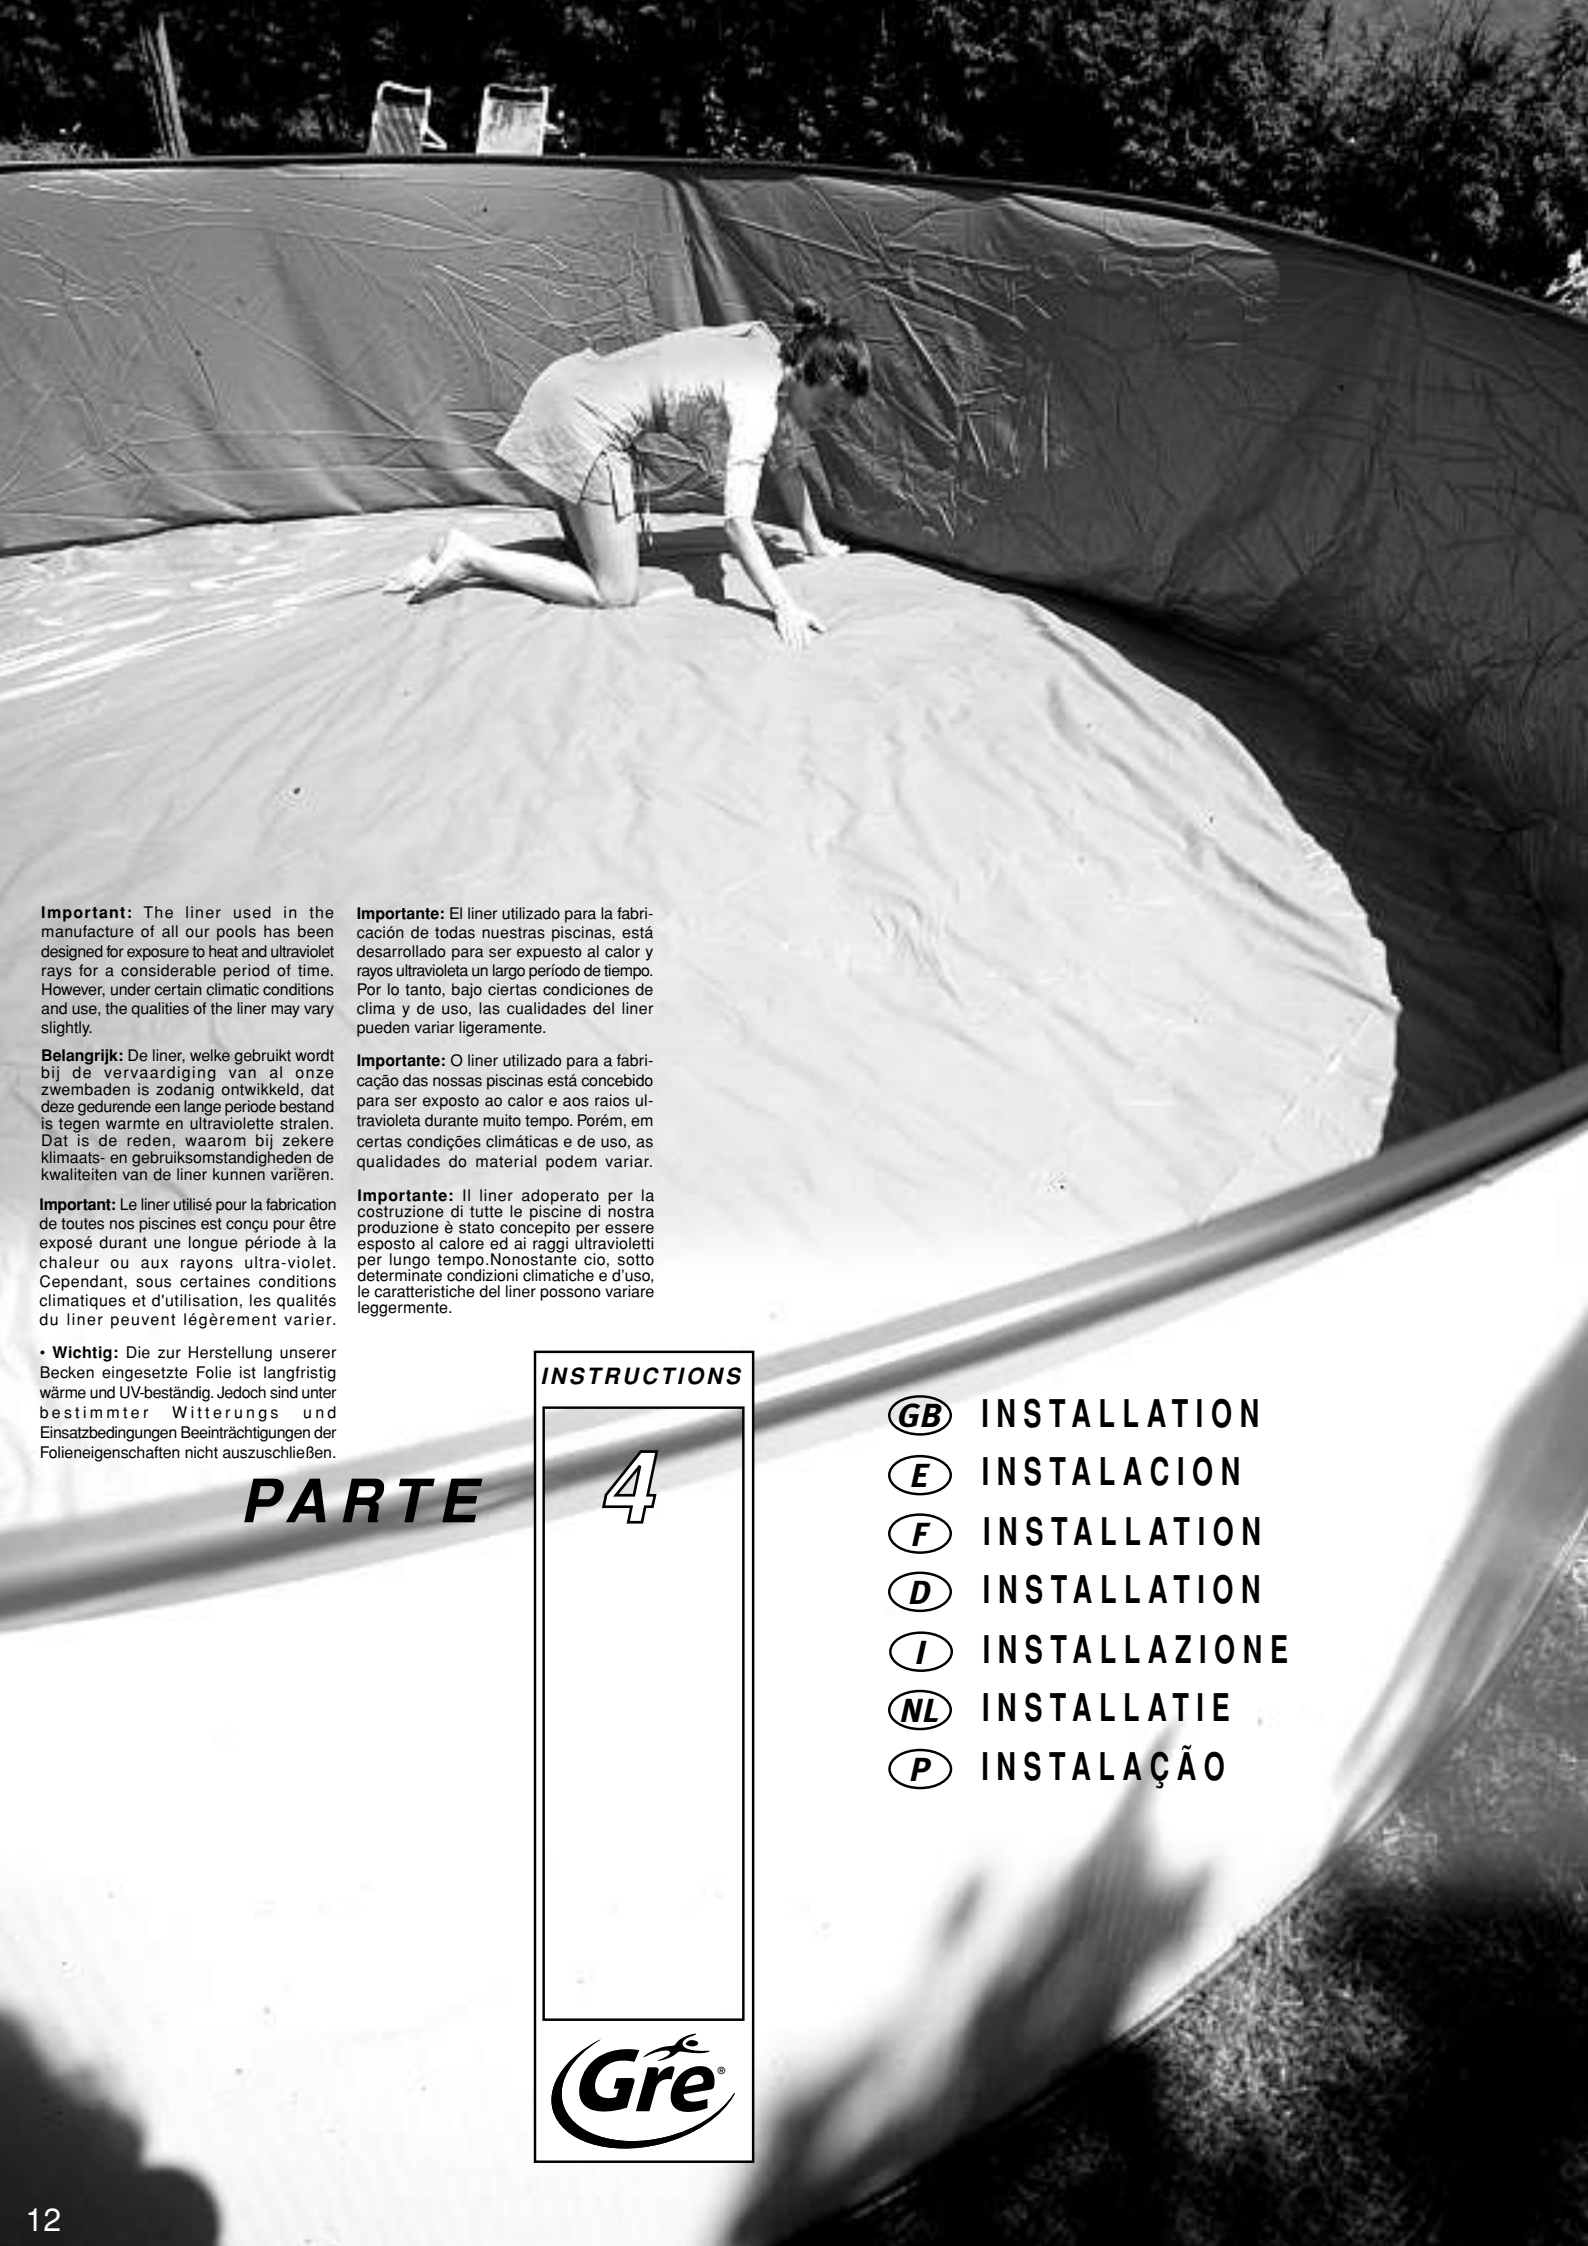 Important: The liner used in the
manufacture of all our pools has been
designed for exposure to heat and ultraviolet
rays for a considerable period of time.
However, under certain climatic conditions
and use, the qualities of the liner may vary
slightly.
Belangrijk: De liner, welke gebruikt wordt
bij de vervaardiging van al onze
zwembaden is zodanig ontwikkeld, dat
deze gedurende een lange periode bestand
is tegen warmte en ultraviolette stralen.
Dat is de reden, waarom bij zekere
klimaats- en gebruiksomstandigheden de
kwaliteiten van de liner kunnen variëren.
Important: Le liner utilisé pour la fabrication
de toutes nos piscines est conçu pour être
exposé durant une longue période à la
chaleur ou aux rayons ultra-violet.
Cependant, sous certaines conditions
climatiques et d'utilisation, les qualités
du liner peuvent légèrement varier.
• Wichtig: Die zur Herstellung unserer
Becken eingesetzte Folie ist langfristig
wärme und UV-beständig. Jedoch sind unter
bestimmter Witterungs und
Einsatzbedingungen Beeinträchtigungen der
Folieneigenschaften nicht auszuschließen.
Importante: El liner utilizado para la fabri-
cación de todas nuestras piscinas, está
desarrollado para ser expuesto al calor y
rayos ultravioleta un largo período de tiempo.
Por lo tanto, bajo ciertas condiciones de
clima y de uso, las cualidades del liner
pueden variar ligeramente.
Importante: O liner utilizado para a fabri-
cação das nossas piscinas está concebido
para ser exposto ao calor e aos raios ul-
travioleta durante muito tempo. Porém, em
certas condições climáticas e de uso, as
qualidades do material podem variar.
Importante: Il liner adoperato per la
costruzione di tutte le piscine di nostra
produzione è stato concepito per essere
esposto al calore ed ai raggi ultravioletti
per lungo tempo.Nonostante cio, sotto
determinate condizioni climatiche e d'uso,
le caratteristiche del liner possono variare
leggermente.
INSTRUCTIONS
PARTE 4
GB INSTALLATION
E INSTALACION
F INSTALLATION
D INSTALLATION
I INSTALLAZIONE
NL INSTALLATIE
P INSTALAÇÃO
Gre®
12